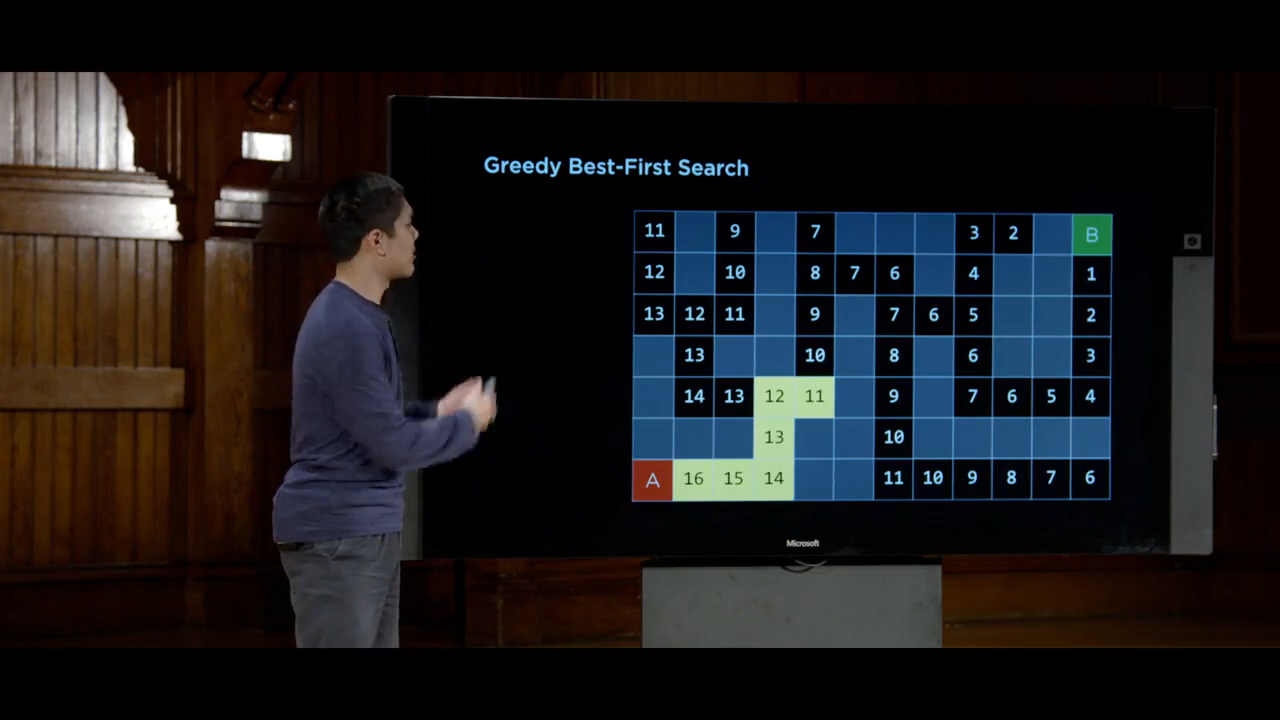 Greedy Best-First Search
11 9 7 3 2 B
12 10 8 7 6 4 1
13 12 11 9 7 6 5 2
13 10 8 6 3
14 13 12 11 9 7 6 5 4
13 10
A 16 15 14 11 10 9 8 7 6
Microsoft